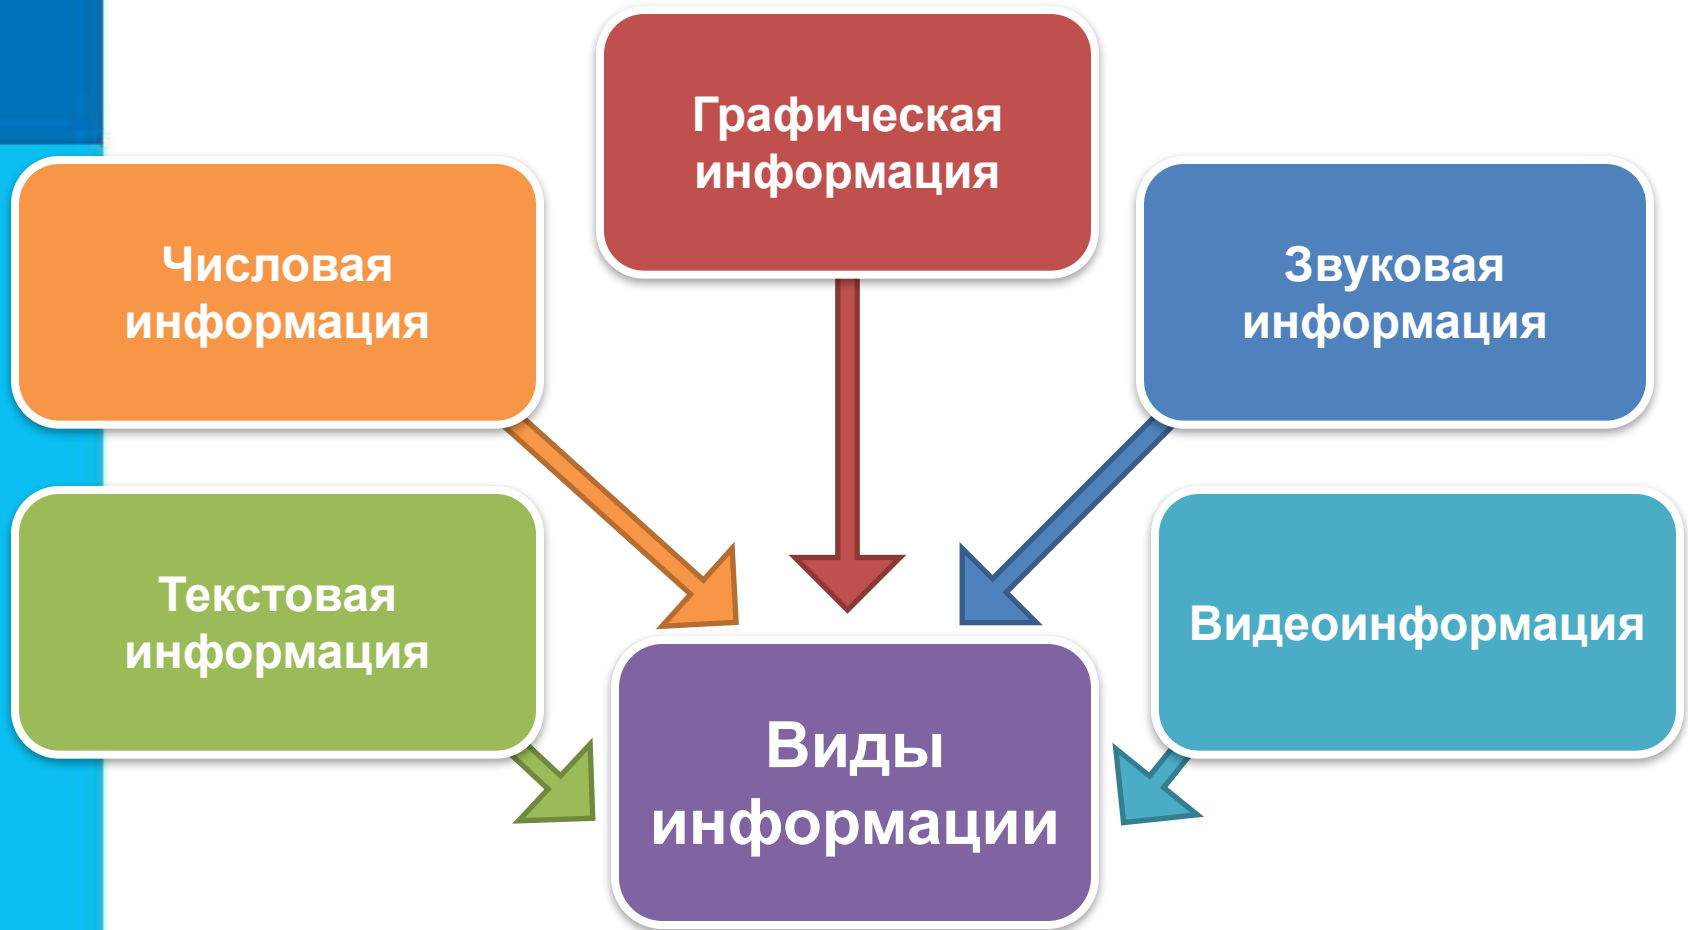 Графическая
информация
Числовая
информация
Звуковая
информация
Текстовая
информация
Видеоинформация
Виды
информации